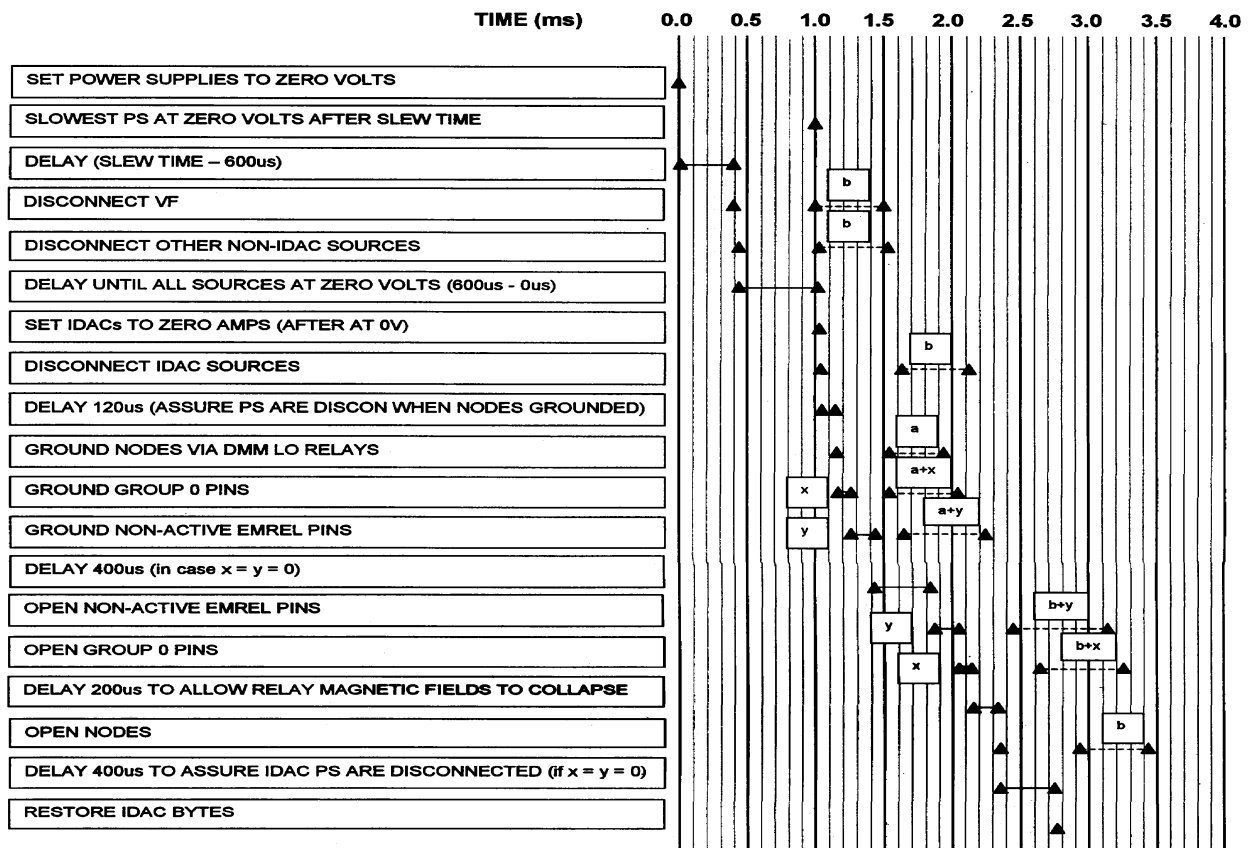 TIME (ms) 0.0 0.5 1.0 1.5 2.0 2.5 3.0 3.5 4.0
SET POWER SUPPLIES TO ZERO VOLTS
SLOWEST PS AT ZERO VOLTS AFTER SLEW TIME
DELAY (SLEW TIME – 600us)
b
DISCONNECT VF
b
DISCONNECT OTHER NON-IDAC SOURCES
DELAY UNTIL ALL SOURCES AT ZERO VOLTS (600us - 0us)
SET IDACs TO ZERO AMPS (AFTER AT 0V)
b
DISCONNECT IDAC SOURCES
DELAY 120us (ASSURE PS ARE DISCON WHEN NODES GROUNDED)
a
GROUND NODES VIA DMM LO RELAYS
a+x
GROUND GROUP 0 PINS x
a+y
GROUND NON-ACTIVE EMREL PINS y
DELAY 400us (in case x = y = 0)
OPEN NON-ACTIVE EMREL PINS b+y
y
OPEN GROUP 0 PINS b+x
x
DELAY 200us TO ALLOW RELAY MAGNETIC FIELDS TO COLLAPSE
OPEN NODES b
DELAY 400us TO ASSURE IDAC PS ARE DISCONNECTED (if x = y = 0)
RESTORE IDAC BYTES